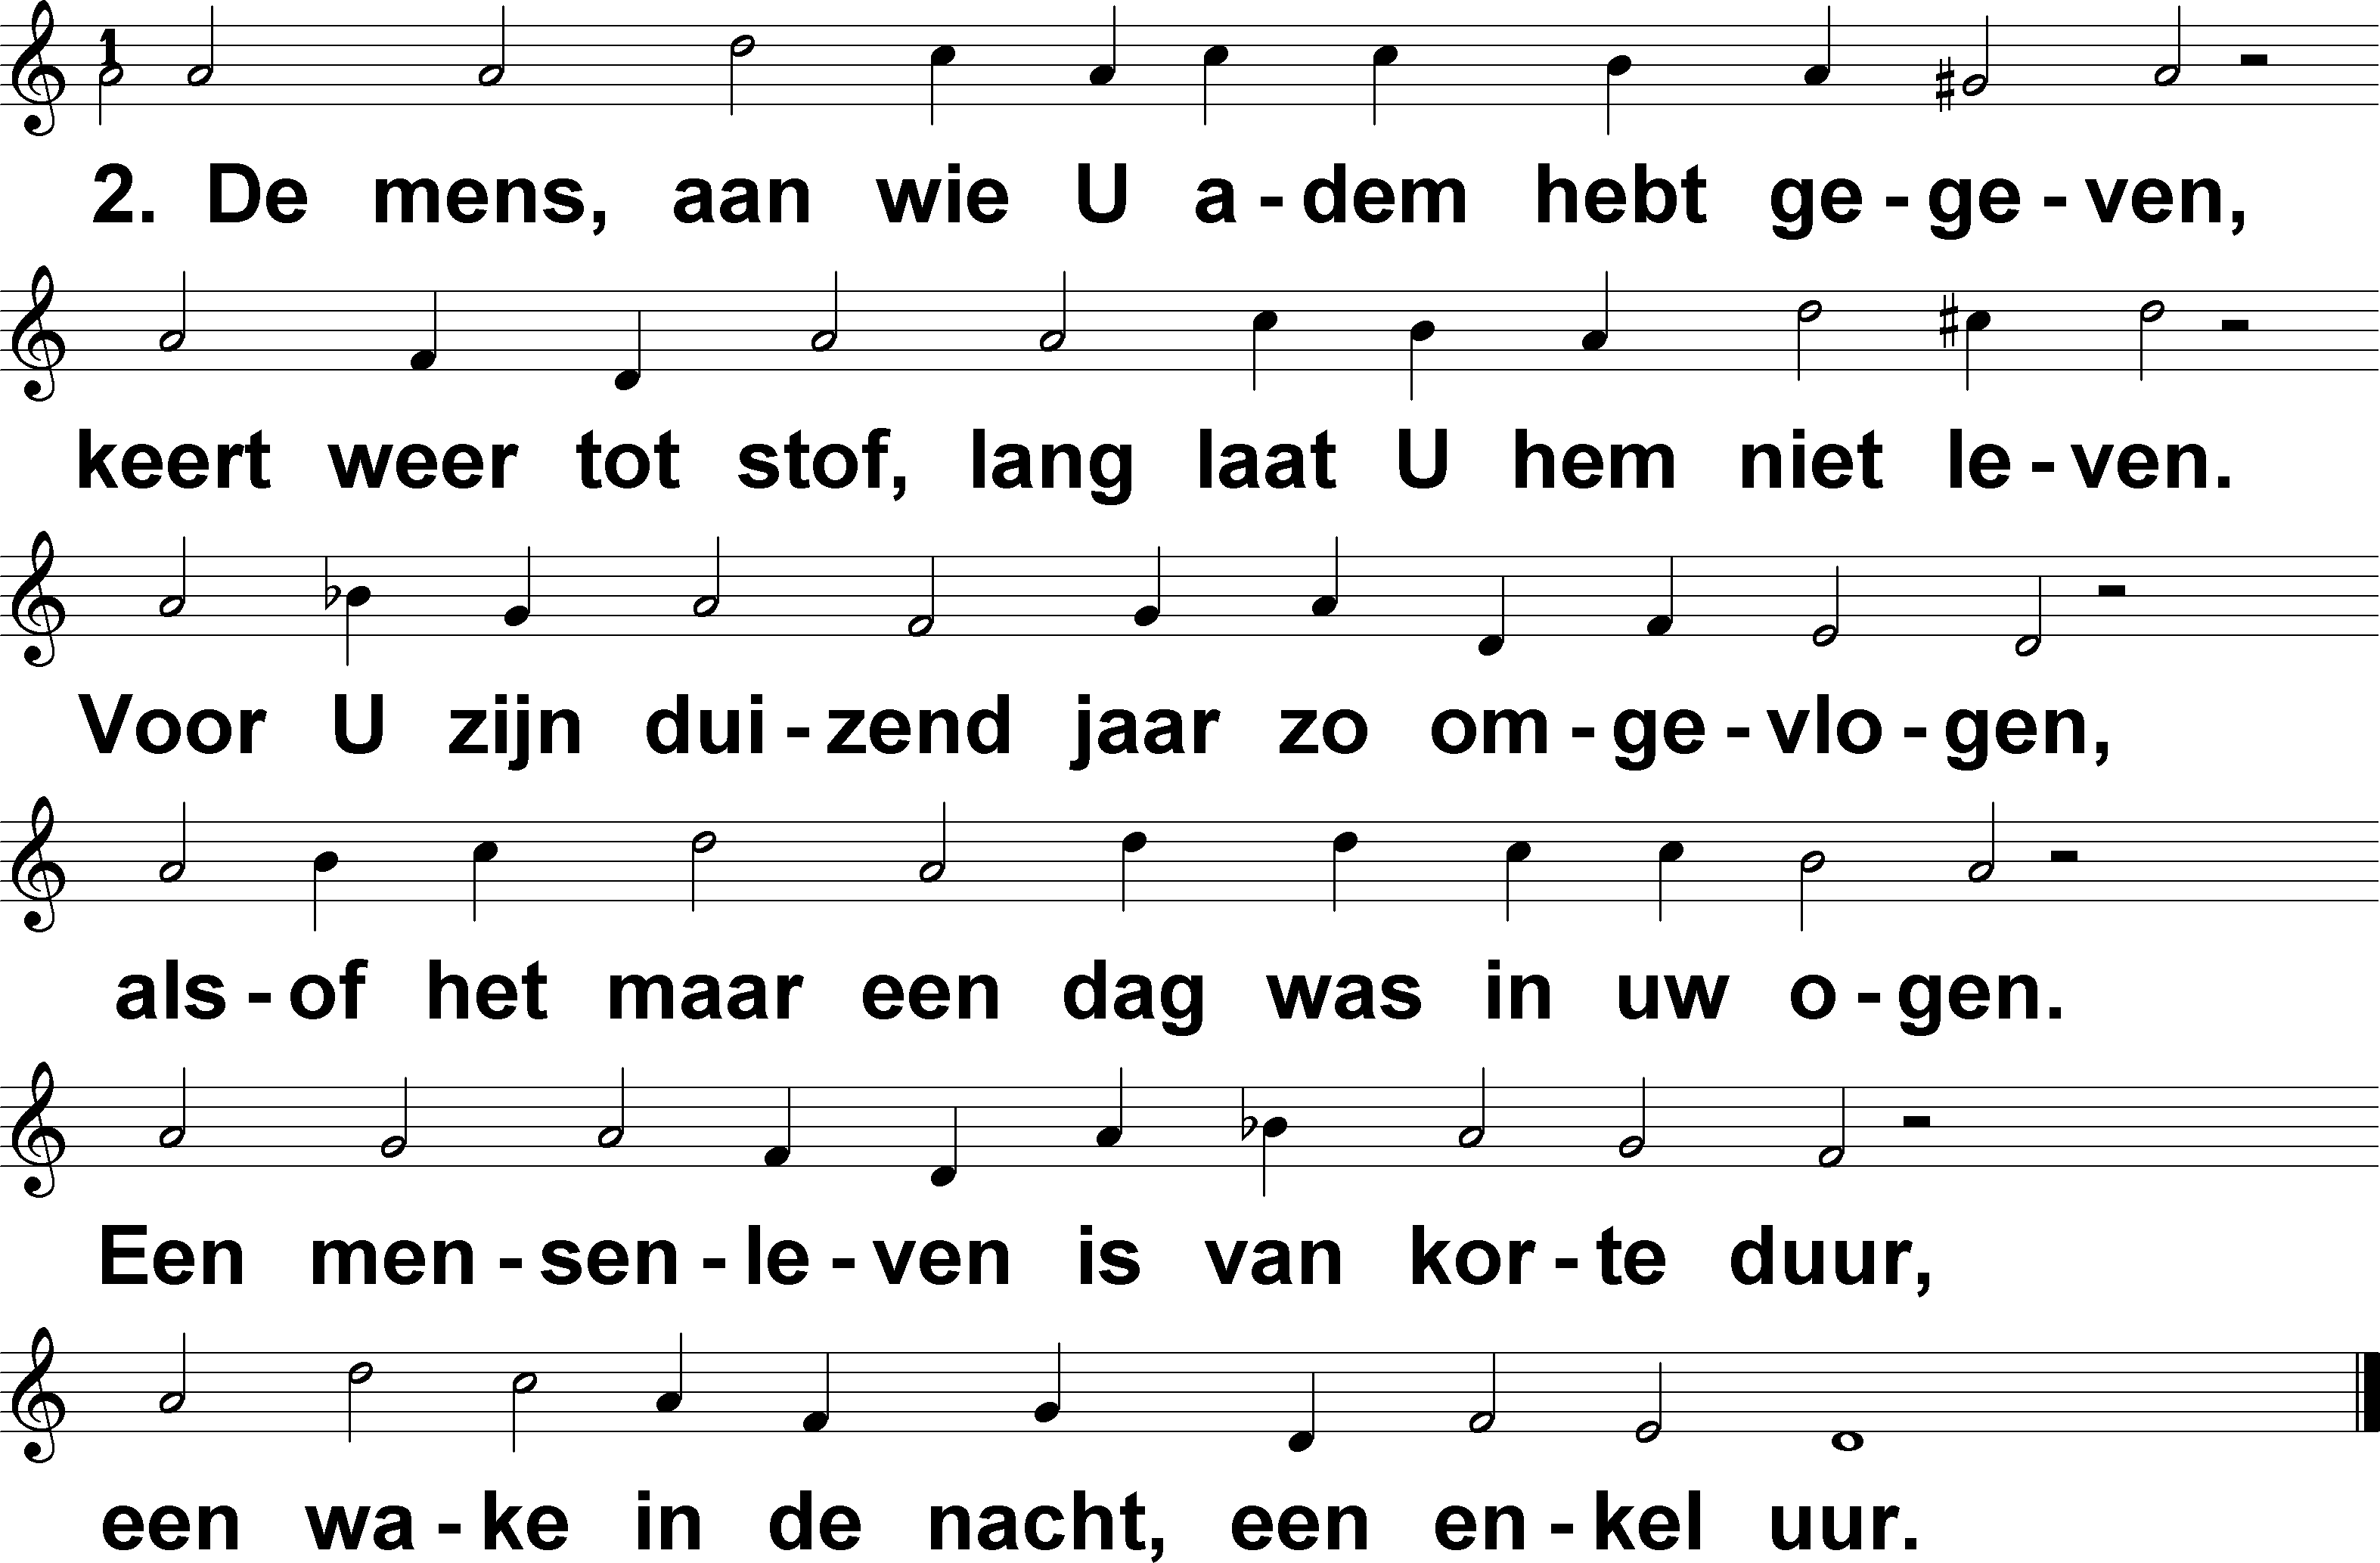 2. De mens, aan wie U a-dem hebt ge-ge-ven,
keert weer tot stof, lang laat U hem niet le-ven.
Voor U zijn dui-zend jaar zo om-ge-vlo-gen,
als-of het maar een dag was in uw o-gen.
Een men-sen-le-ven is van kor-te duur,
een wa-ke in de nacht, een en-kel uur.